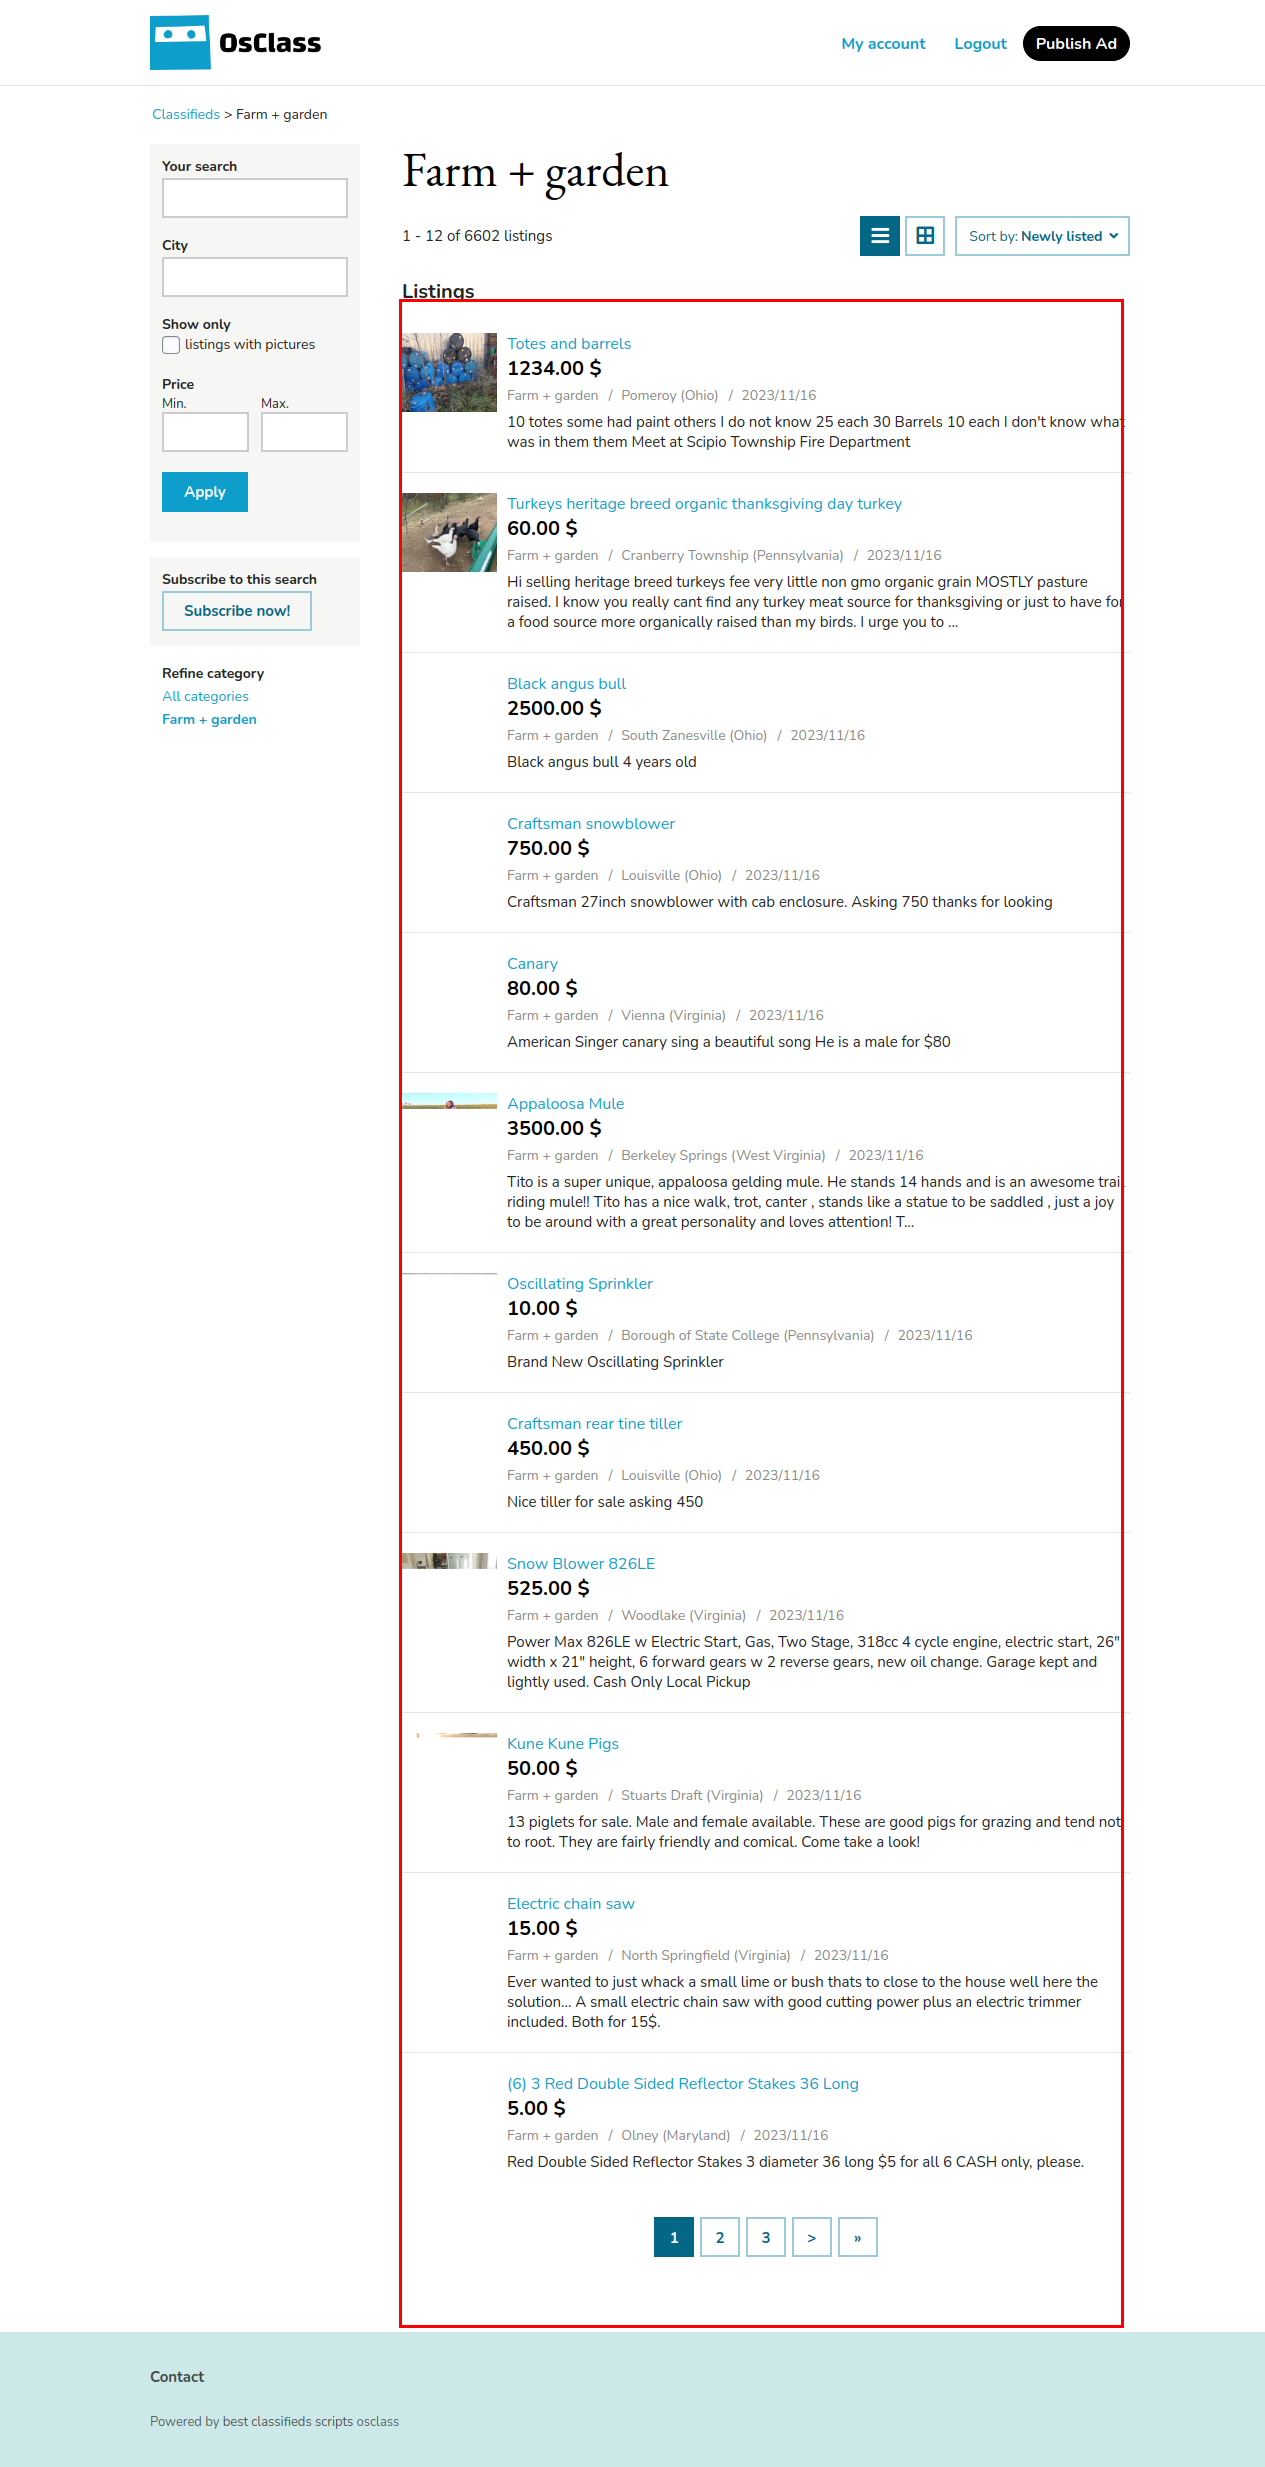 OsClass
My account
Logout
Publish Ad
Classifieds > Farm + garden
Your search
City
Show only
listings with pictures
Price
Min.
Max.
Apply
Subscribe to this search
Subscribe now!
Refine category
All categories
Farm + garden
Farm + garden
1 - 12 of 6602 listings
Sort by: Newly listed
Listings
Totes and barrels
1234.00 $
Farm + garden / Pomeroy (Ohio) / 2023/11/16
10 totes some had paint others I do not know 25 each 30 Barrels 10 each I don't know what
was in them them Meet at Scipio Township Fire Department
Turkeys heritage breed organic thanksgiving day turkey
60.00 $
Farm + garden / Cranberry Township (Pennsylvania) / 2023/11/16
Hi selling heritage breed turkeys fee very little non gmo organic grain MOSTLY pasture
raised. I know you really cant find any turkey meat source for thanksgiving or just to have for
a food source more organically raised than my birds. I urge you to ...
Black angus bull
2500.00 $
Farm + garden / South Zanesville (Ohio) / 2023/11/16
Black angus bull 4 years old
Craftsman snowblower
750.00 $
Farm + garden / Louisville (Ohio) / 2023/11/16
Craftsman 27inch snowblower with cab enclosure. Asking 750 thanks for looking
Canary
80.00 $
Farm + garden / Vienna (Virginia) / 2023/11/16
American Singer canary sing a beautiful song He is a male for $80
Appaloosa Mule
3500.00 $
Farm + garden / Berkeley Springs (West Virginia) / 2023/11/16
Tito is a super unique, appaloosa gelding mule. He stands 14 hands and is an awesome trail
riding mule!! Tito has a nice walk, trot, canter , stands like a statue to be saddled , just a joy
to be around with a great personality and loves attention! T...
Oscillating Sprinkler
10.00 $
Farm + garden / Borough of State College (Pennsylvania) / 2023/11/16
Brand New Oscillating Sprinkler
Craftsman rear tine tiller
450.00 $
Farm + garden / Louisville (Ohio) / 2023/11/16
Nice tiller for sale asking 450
Snow Blower 826LE
525.00 $
Farm + garden / Woodlake (Virginia) / 2023/11/16
Power Max 826LE w Electric Start, Gas, Two Stage, 318cc 4 cycle engine, electric start, 26"
width x 21" height, 6 forward gears w 2 reverse gears, new oil change. Garage kept and
lightly used. Cash Only Local Pickup
Kune Kune Pigs
50.00 $
Farm + garden / Stuarts Draft (Virginia) / 2023/11/16
13 piglets for sale. Male and female available. These are good pigs for grazing and tend not
to root. They are fairly friendly and comical. Come take a look!
Electric chain saw
15.00 $
Farm + garden / North Springfield (Virginia) / 2023/11/16
Ever wanted to just whack a small lime or bush thats to close to the house well here the
solution... A small electric chain saw with good cutting power plus an electric trimmer
included. Both for 15$.
(6) 3 Red Double Sided Reflector Stakes 36 Long
5.00 $
Farm + garden / Olney (Maryland) / 2023/11/16
Red Double Sided Reflector Stakes 3 diameter 36 long $5 for all 6 CASH only, please.
1 2 3 > »
Contact
Powered by best classifieds scripts osclass